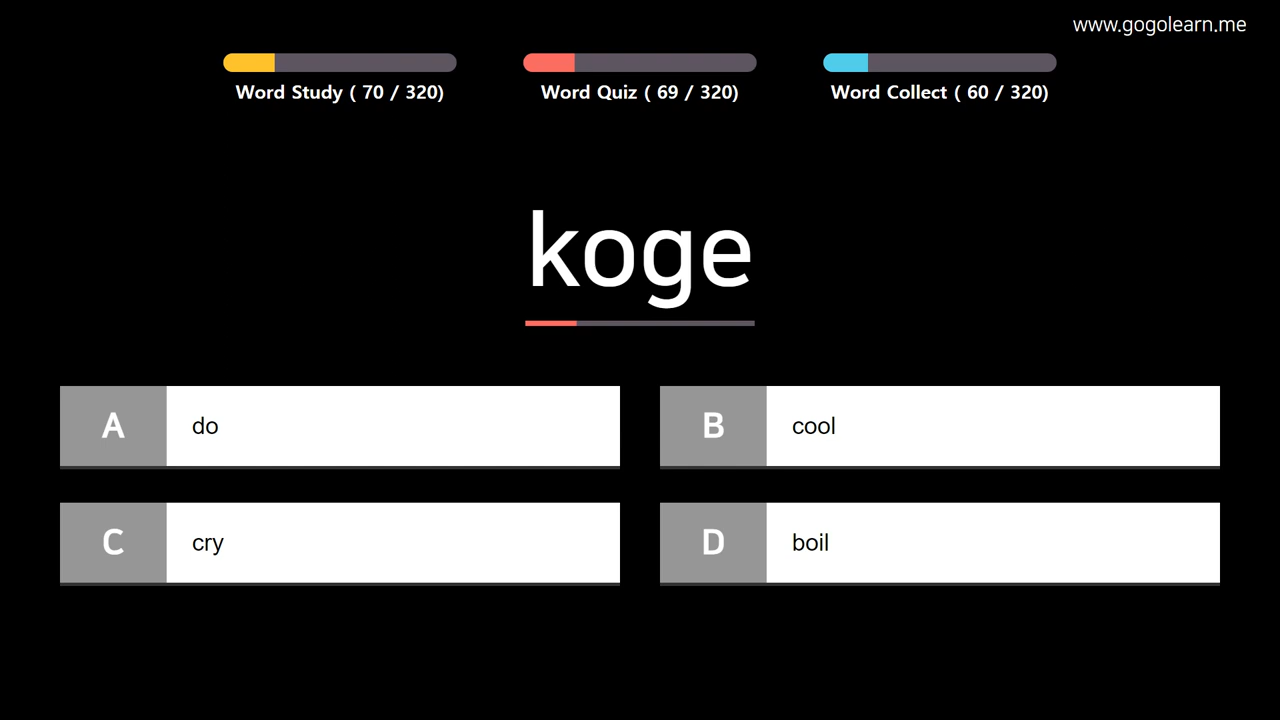 www.gogolearn.me
Word Study ( 70 / 320)
Word Quiz ( 69 / 320)
Word Collect ( 60 / 320)
koge
A do
B cool
C cry
D boil